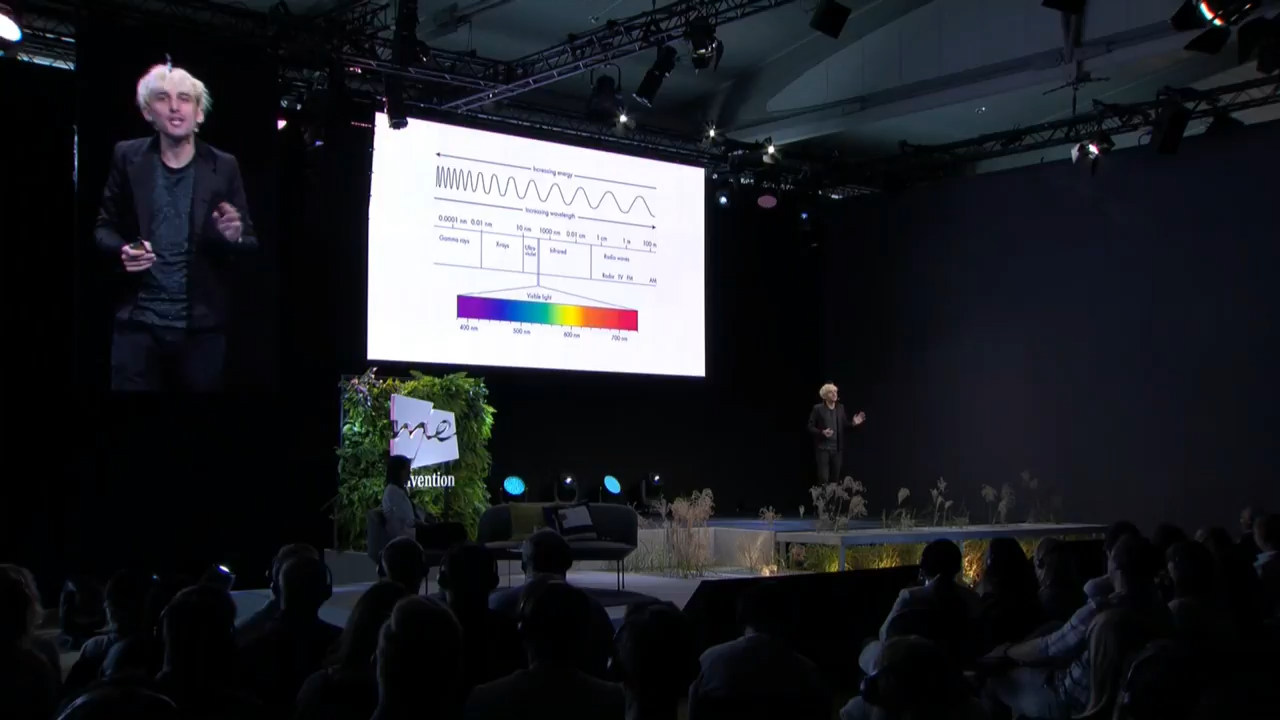 Increasing energy
Increasing wavelength
0.0001 nm 0.01 nm 10 nm 1000 nm 0.01 cm 1 cm 1 m 100 m
Gamma rays X-rays Ultra violet Infrared Radio waves
Radar TV FM AM
Visible light
400 nm 500 nm 600 nm 700 nm
me
vention